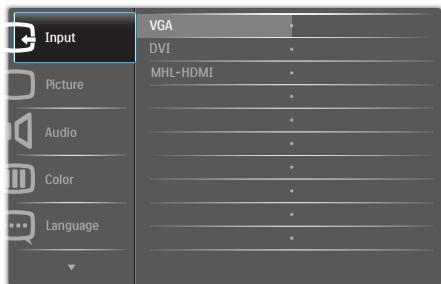 Input
Picture
Audio
Color
Language
VGA
DVI
MHL-HDMI